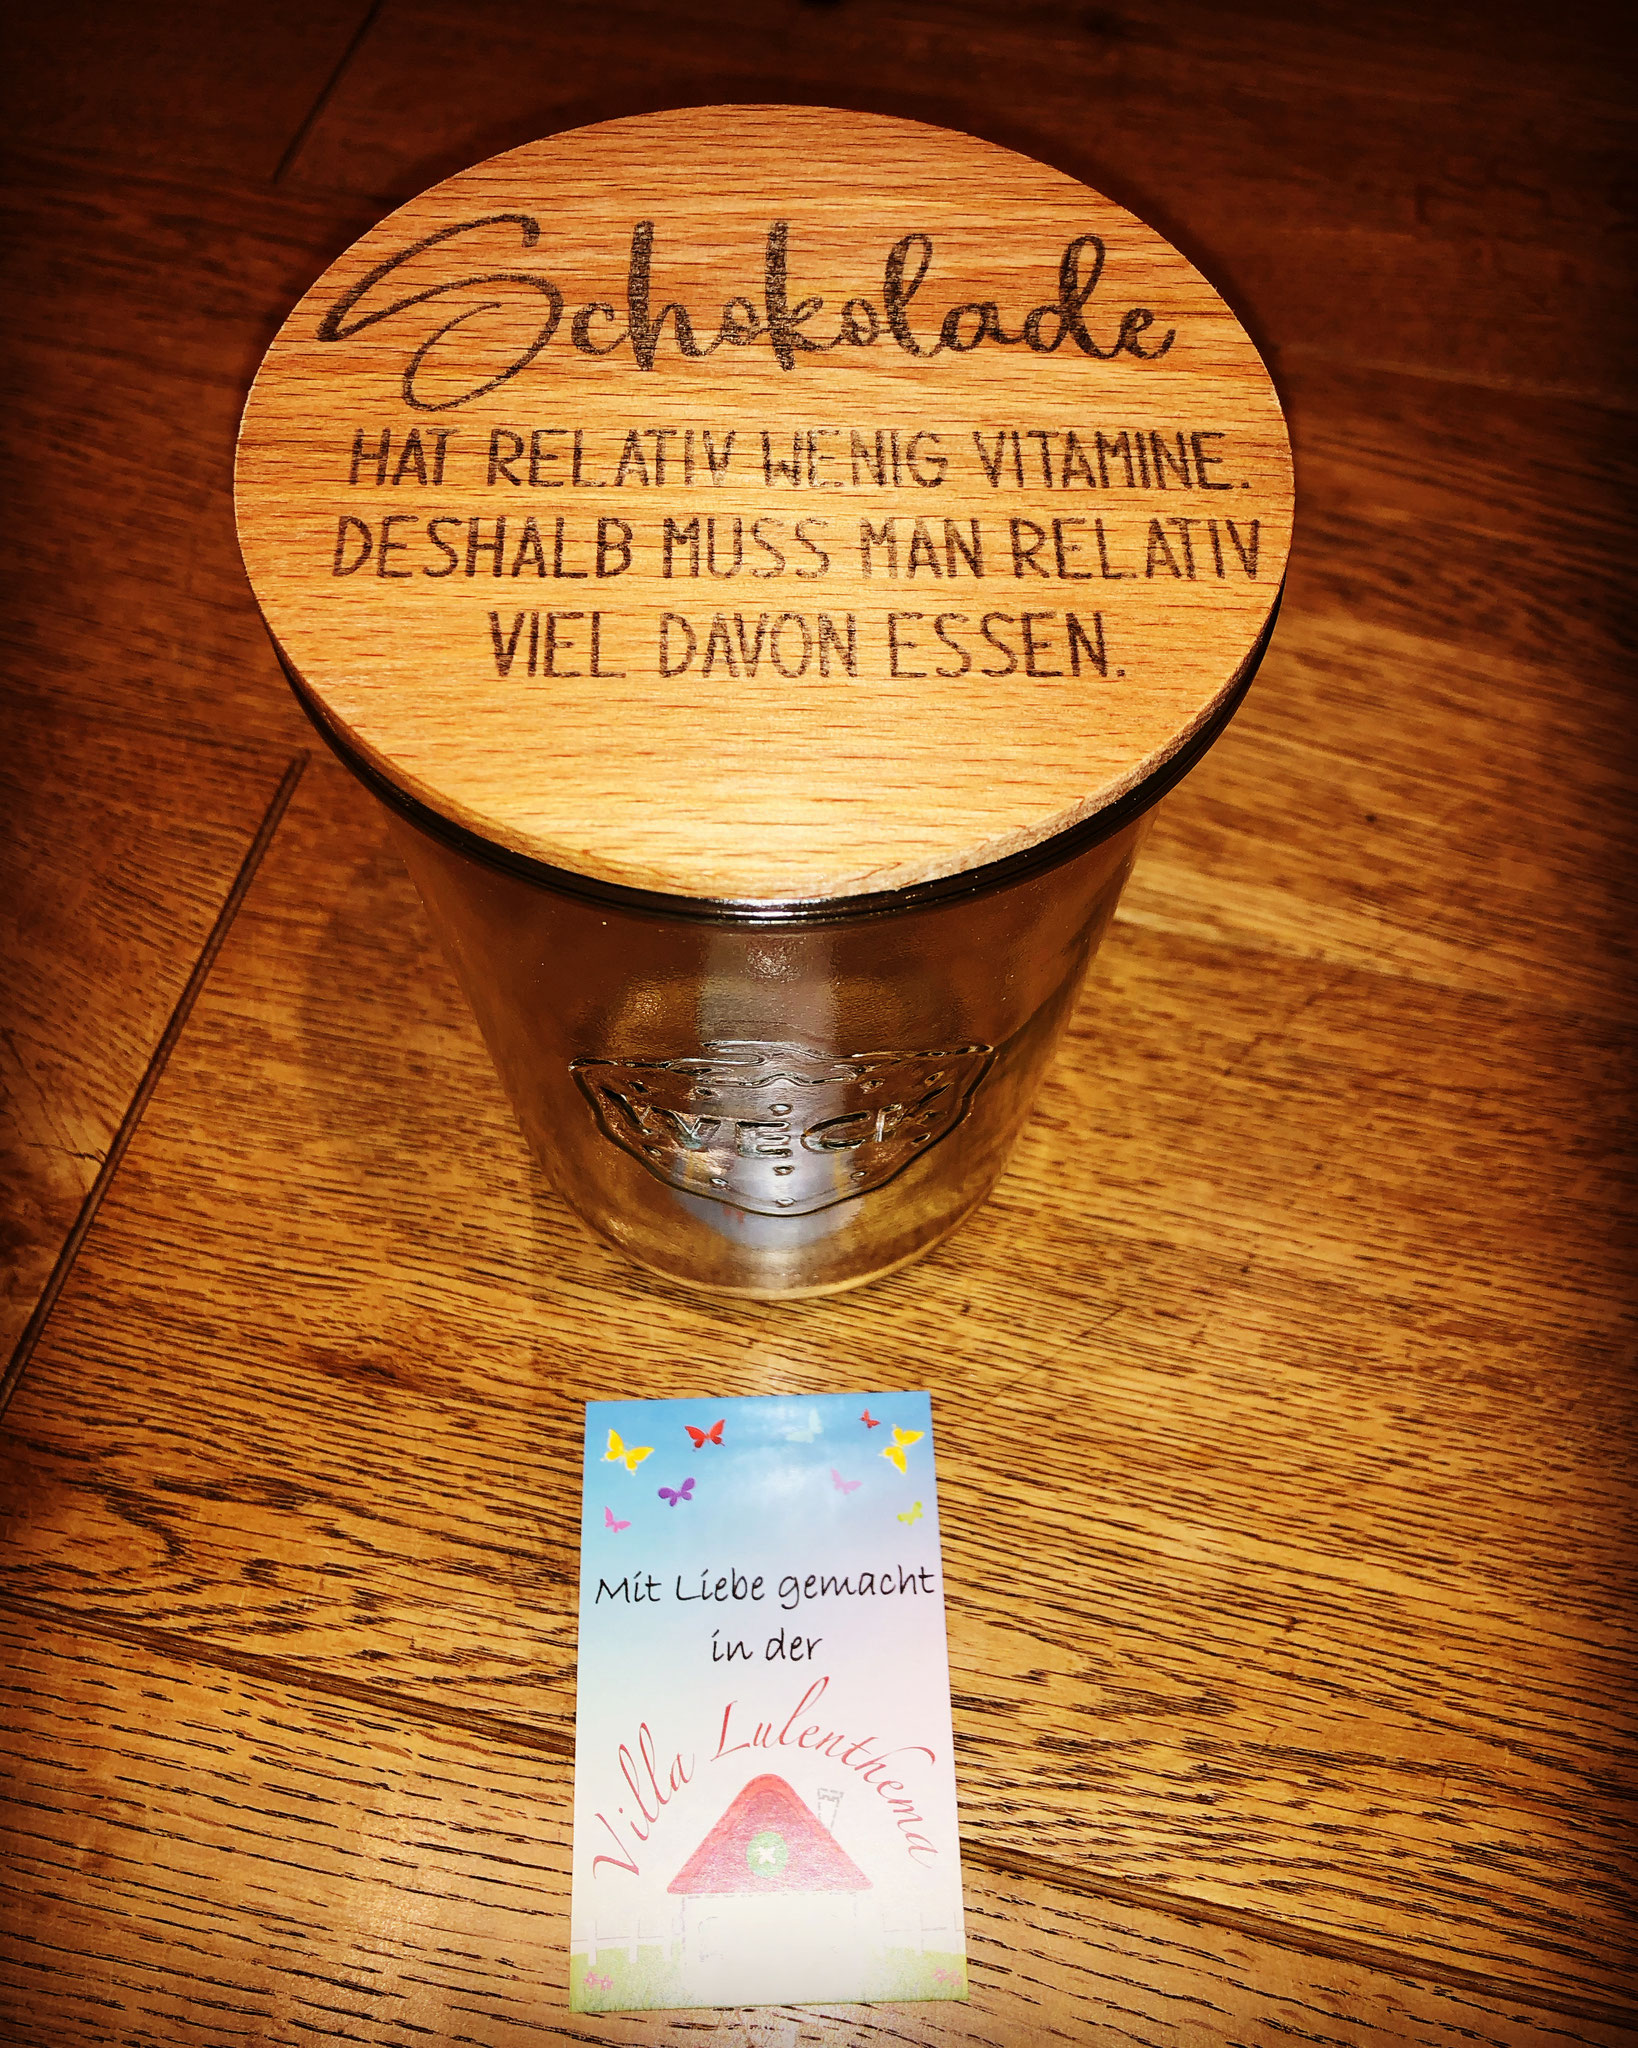 Schokolade
HAT RELATIV WENIG VITAMINE.
DESHALB MUSS MAN RELATIV
VIEL DAVON ESSEN.
WECK
Mit Liebe gemacht
in der
Villa Lulenthema